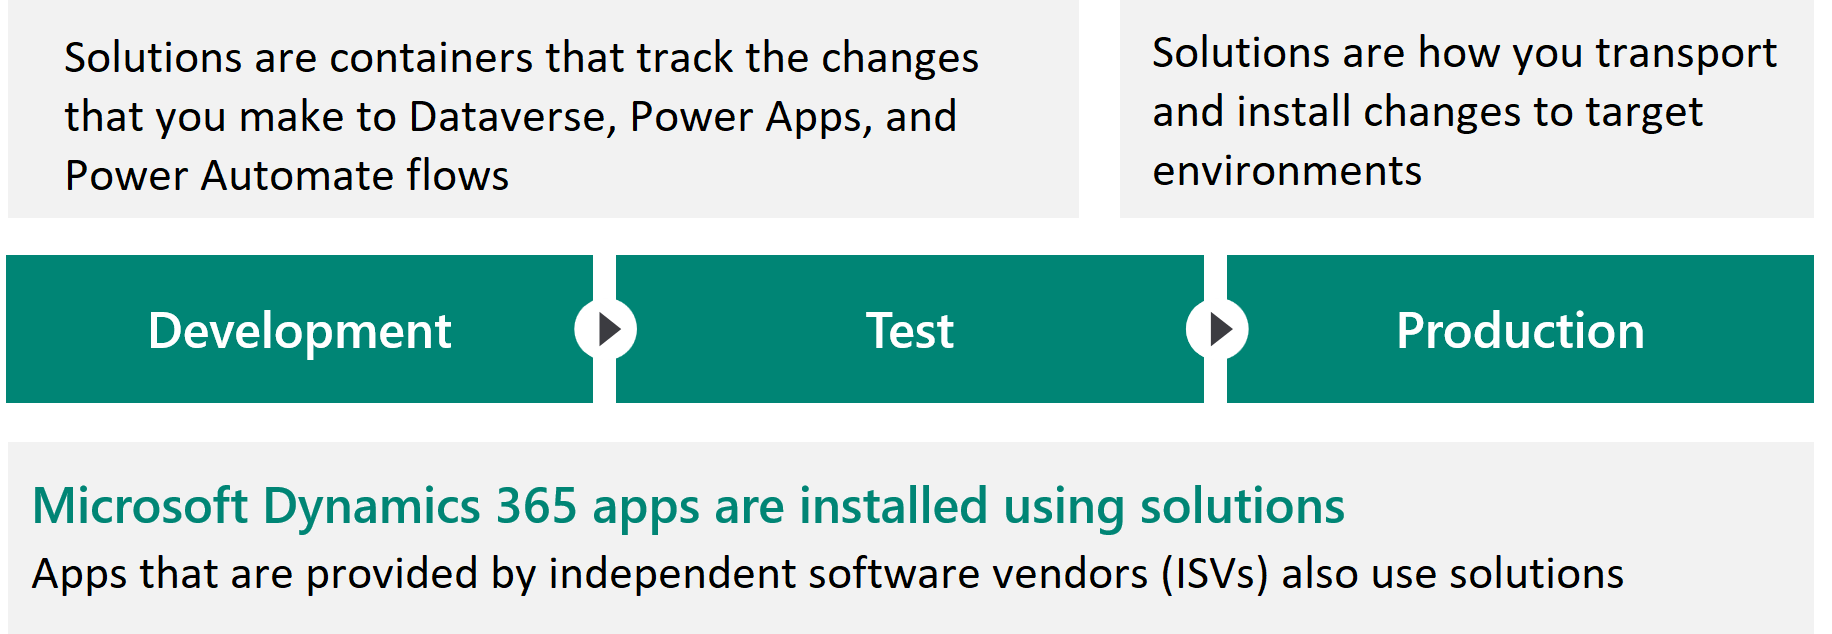 Solutions are containers that track the changes
that you make to Dataverse, Power Apps, and
Power Automate flows
Solutions are how you transport
and install changes to target
environments
Development
Test
Production
Microsoft Dynamics 365 apps are installed using solutions
Apps that are provided by independent software vendors (ISVs) also use solutions